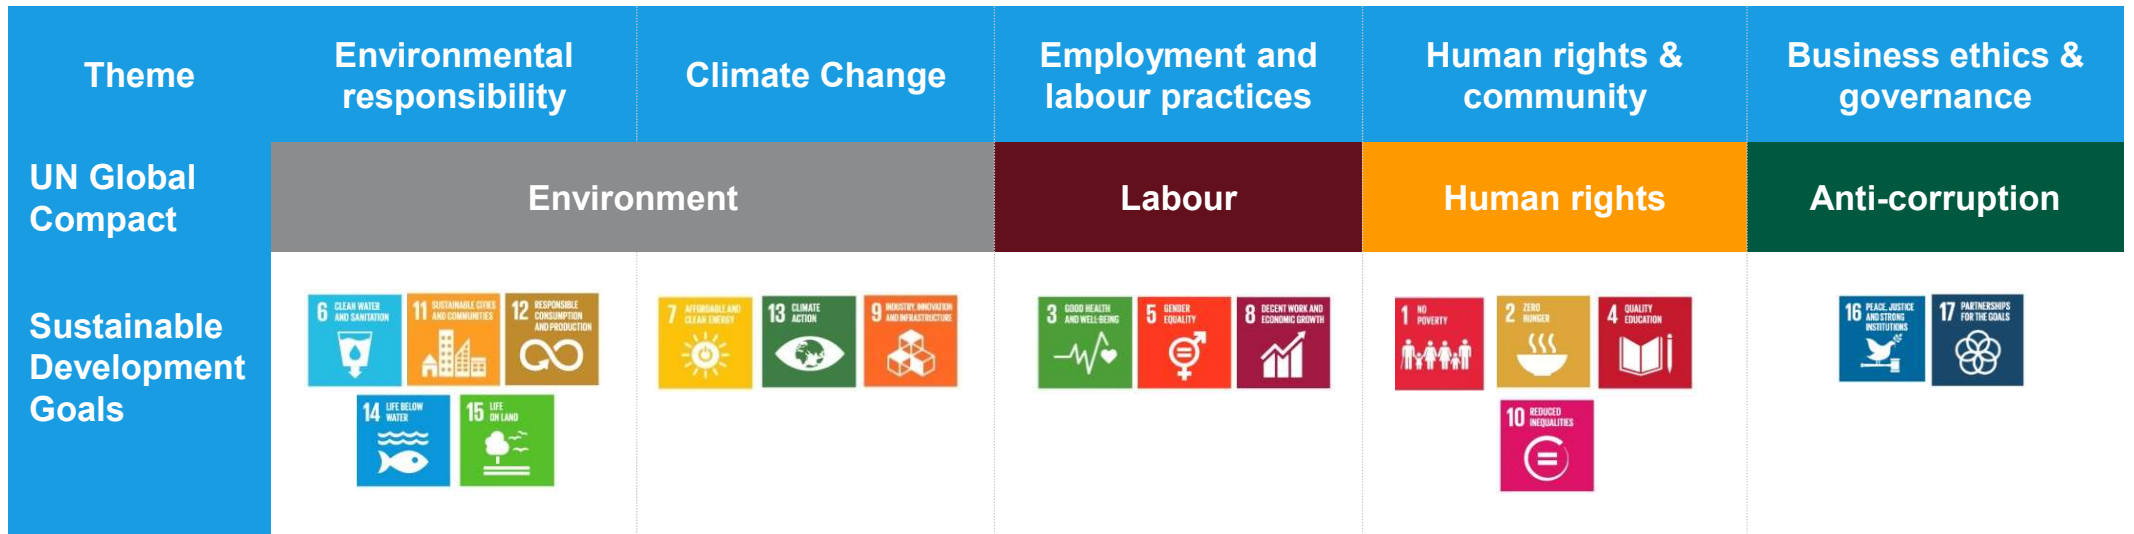 Theme
Environmental
responsibility
Climate Change
Employment and
labour practices
Human rights &
community
Business ethics &
governance
UN Global
Compact
Environment
Labour
Human rights
Anti-corruption
Sustainable
Development
Goals
6 CLEAN WATER
AND SANITATION
11 SUSTAINABLE CITIES
AND COMMUNITIES
12 RESPONSIBLE
CONSUMPTION
AND PRODUCTION
14 LIFE BELOW
WATER
15 LIFE
ON LAND
7 AFFORDABLE AND
CLEAN ENERGY
13 CLIMATE
ACTION
9 INDUSTRY, INNOVATION
AND INFRASTRUCTURE
3 GOOD HEALTH
AND WELL-BEING
5 GENDER
EQUALITY
8 DECENT WORK AND
ECONOMIC GROWTH
1 NO
POVERTY
2 ZERO
HUNGER
4 QUALITY
EDUCATION
10 REDUCED
INEQUALITIES
16 PEACE, JUSTICE
AND STRONG
INSTITUTIONS
17 PARTNERSHIPS
FOR THE GOALS